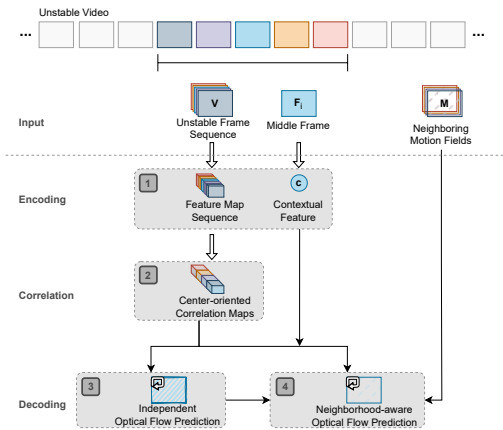 Unstable Video
... ...
V
F_i
M
Input
Unstable Frame
Sequence
Middle Frame
Neighboring
Motion Fields
1
c
Encoding
Feature Map
Sequence
Contextual
Feature
2
Correlation
Center-oriented
Correlation Maps
3
4
Decoding
Independent
Optical Flow Prediction
Neighborhood-aware
Optical Flow Prediction